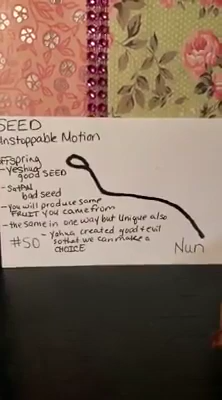 SEED
Unstoppable Motion
OFFspring
- Yeshua
good SEED
- SatAN
bad seed
- you will produce same
FRUIT you came from
- the same in one way but Unique also
- Yahua created good + evil
so that we can make a
CHOICE
#50
Nun